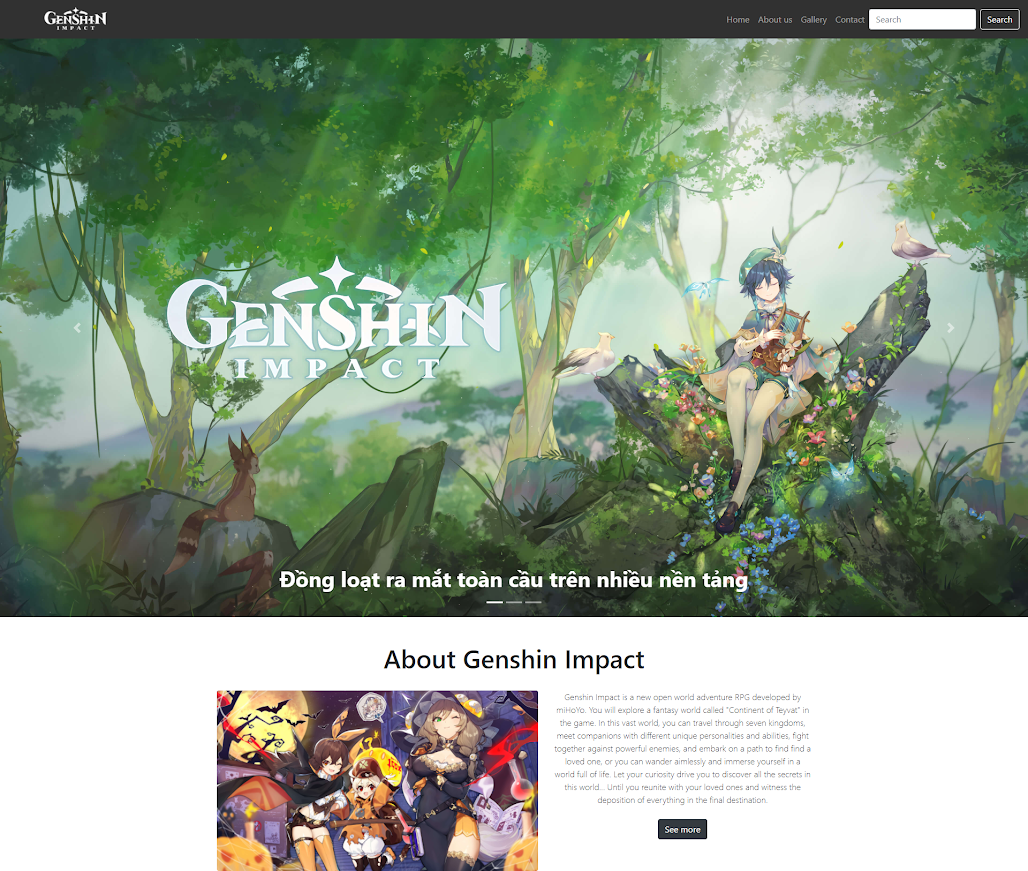 GENSHIN
IMPACT
Home About us Gallery Contact Search Search
GENSHIN
IMPACT
Đồng loạt ra mắt toàn cầu trên nhiều nền tảng
About Genshin Impact
Genshin Impact is a new open world adventure RPG developed by
miHoYo. You will explore a fantasy world called "Continent of Teyvat" in
the game. In this vast world, you can travel through seven kingdoms,
meet companions with different unique personalities and abilities, fight
together against powerful enemies, and embark on a path to find find a
loved one, or you can wander aimlessly and immerse yourself in a
world full of life. Let your curiosity drive you to discover all the secrets in
this world... Until you reunite with your loved ones and witness the
deposition of everything in the final destination.
See more